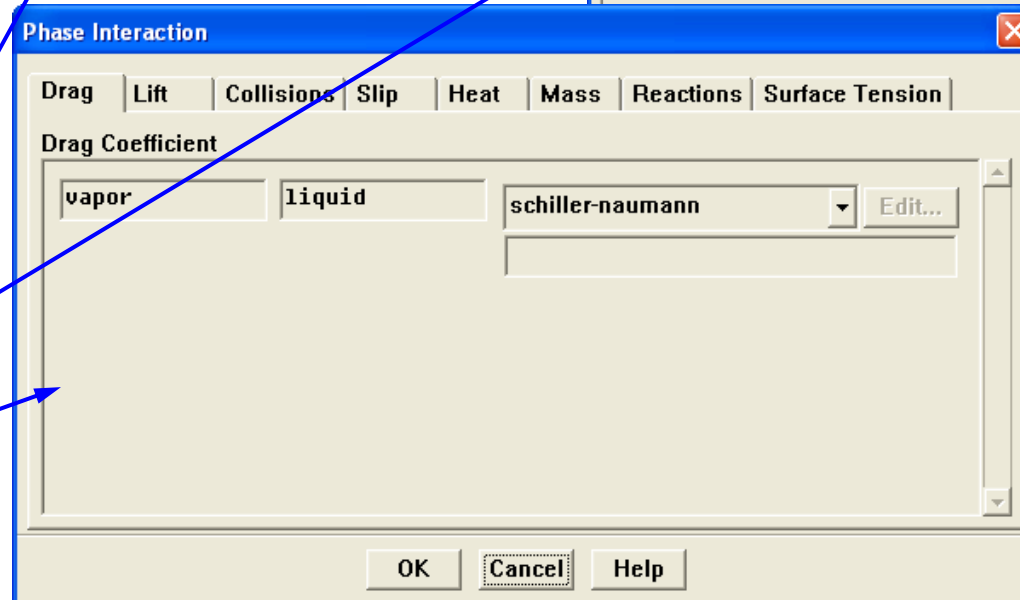 Phase Interaction
Drag Lift Collisions Slip Heat Mass Reactions Surface Tension
Drag Coefficient
vapor liquid schiller-naumann Edit...
OK Cancel Help